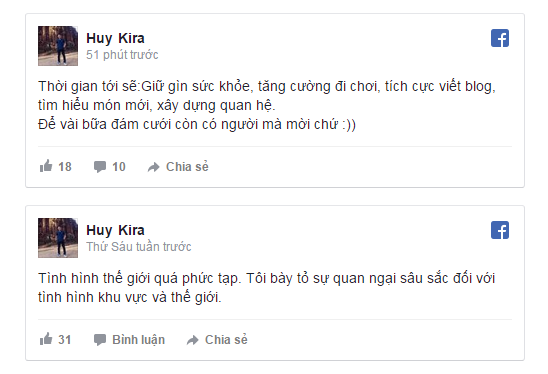 Huy Kira
51 phút trước
Thời gian tới sẽ:Giữ gìn sức khỏe, tăng cường đi chơi, tích cực viết blog,
tìm hiểu món mới, xây dựng quan hệ.
Để vài bữa đám cưới còn có người mà mời chứ :))
18 10 Chia sẻ
Huy Kira
Thứ Sáu tuần trước
Tình hình thế giới quá phức tạp. Tôi bày tỏ sự quan ngại sâu sắc đối với
tình hình khu vực và thế giới.
31 Bình luận Chia sẻ